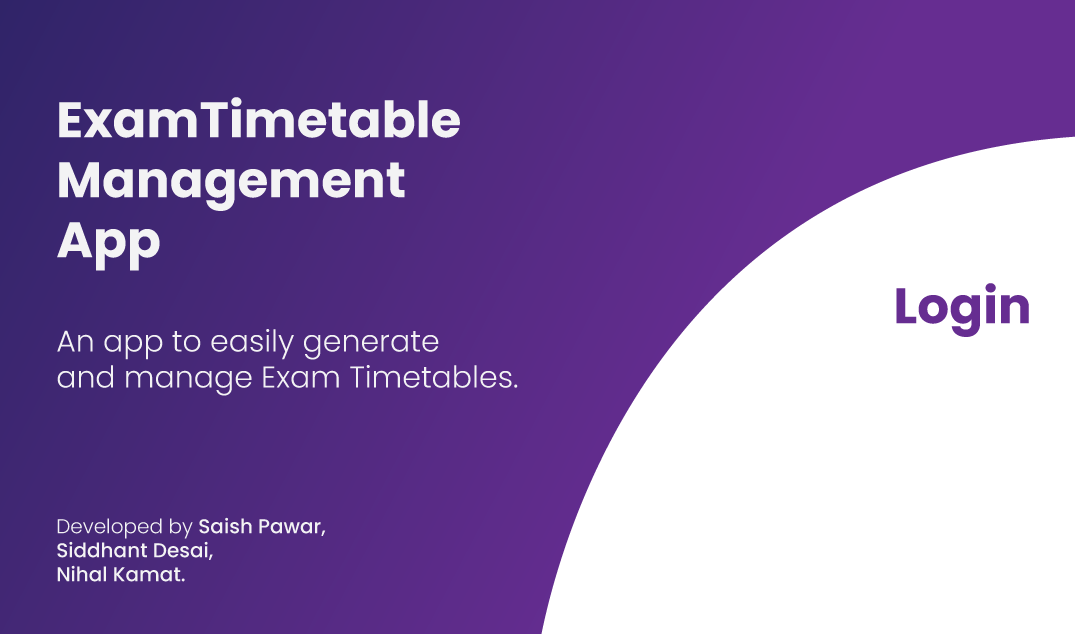 ExamTimetable
Management
App
An app to easily generate
and manage Exam Timetables.
Login
Developed by Saish Pawar,
Siddhant Desai,
Nihal Kamat.